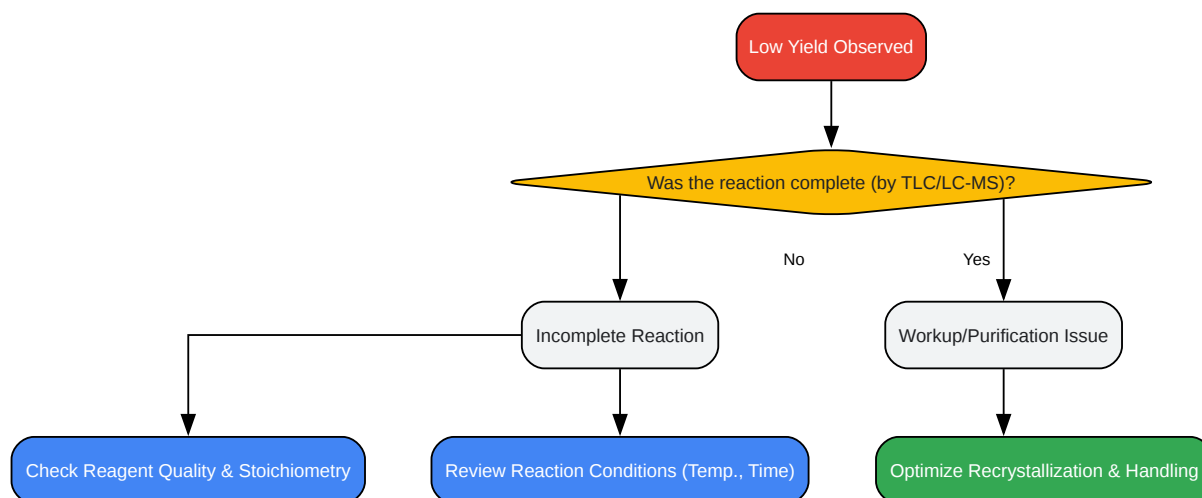 Low Yield Observed
Was the reaction complete (by TLC/LC-MS)?
No
Yes
Incomplete Reaction
Workup/Purification Issue
Check Reagent Quality & Stoichiometry
Review Reaction Conditions (Temp., Time)
Optimize Recrystallization & Handling